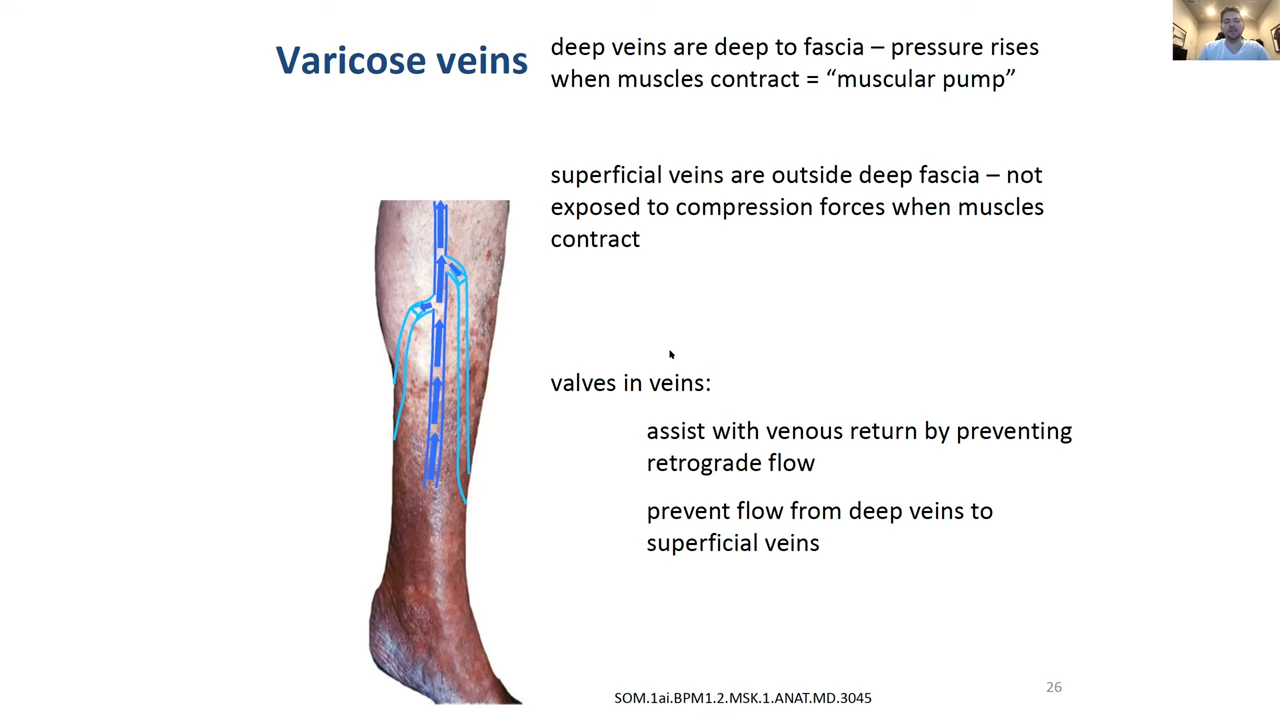 Varicose veins
deep veins are deep to fascia – pressure rises
when muscles contract = “muscular pump”
superficial veins are outside deep fascia – not
exposed to compression forces when muscles
contract
valves in veins:
assist with venous return by preventing
retrograde flow
prevent flow from deep veins to
superficial veins
SOM.1ai.BPM1.2.MSK.1.ANAT.MD.3045
26